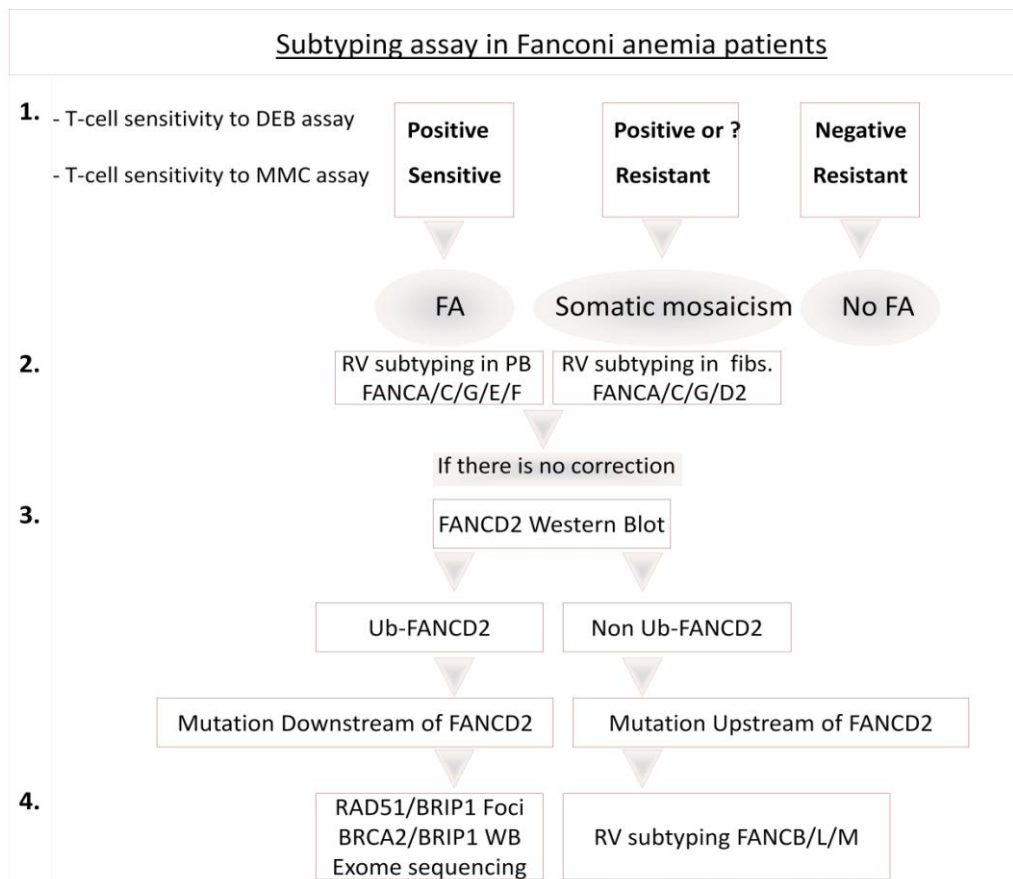 Subtyping assay in Fanconi anemia patients
1.
- T-cell sensitivity to DEB assay
- T-cell sensitivity to MMC assay
Positive
Sensitive
Positive or ?
Resistant
Negative
Resistant
FA
Somatic mosaicism
No FA
2.
RV subtyping in PB
FANCA/C/G/E/F
RV subtyping in fibs.
FANCA/C/G/D2
If there is no correction
3.
FANCD2 Western Blot
Ub-FANCD2
Non Ub-FANCD2
Mutation Downstream of FANCD2
Mutation Upstream of FANCD2
4.
RAD51/BRIP1 Foci
BRCA2/BRIP1 WB
Exome sequencing
RV subtyping FANCB/L/M